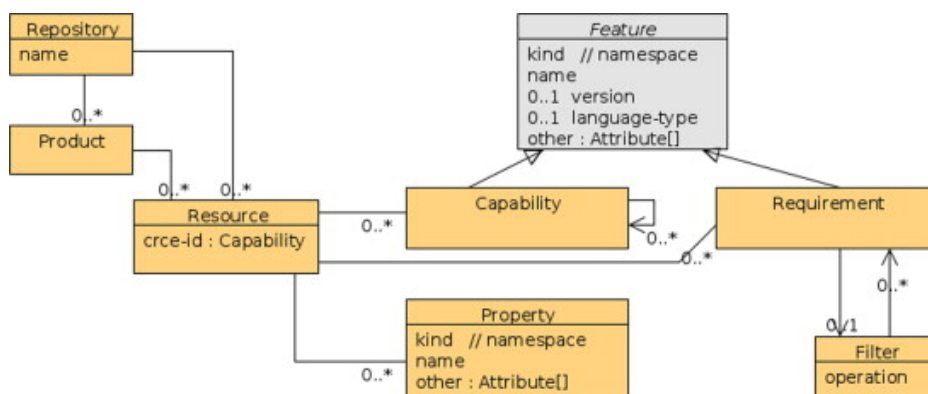 Repository
name
0..*
Product
0..*
0..*
Resource
crce-id : Capability
Feature
kind // namespace
name
0..1 version
0..1 language-type
other : Attribute[]
Capability
0..*
0..*
Requirement
0..*
Property
kind // namespace
name
other : Attribute[]
0..*
0..*
0../1
Filter
operation